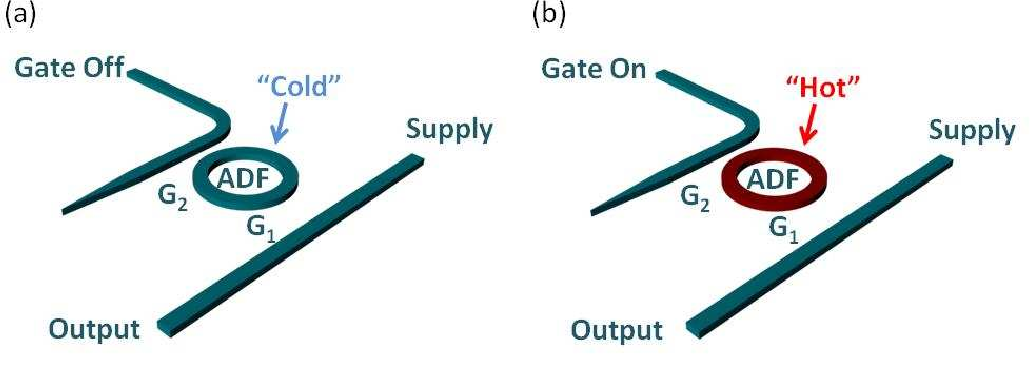 (a)
Gate Off
"Cold"
Supply
ADF
G2
G1
Output
(b)
Gate On
"Hot"
Supply
ADF
G2
G1
Output